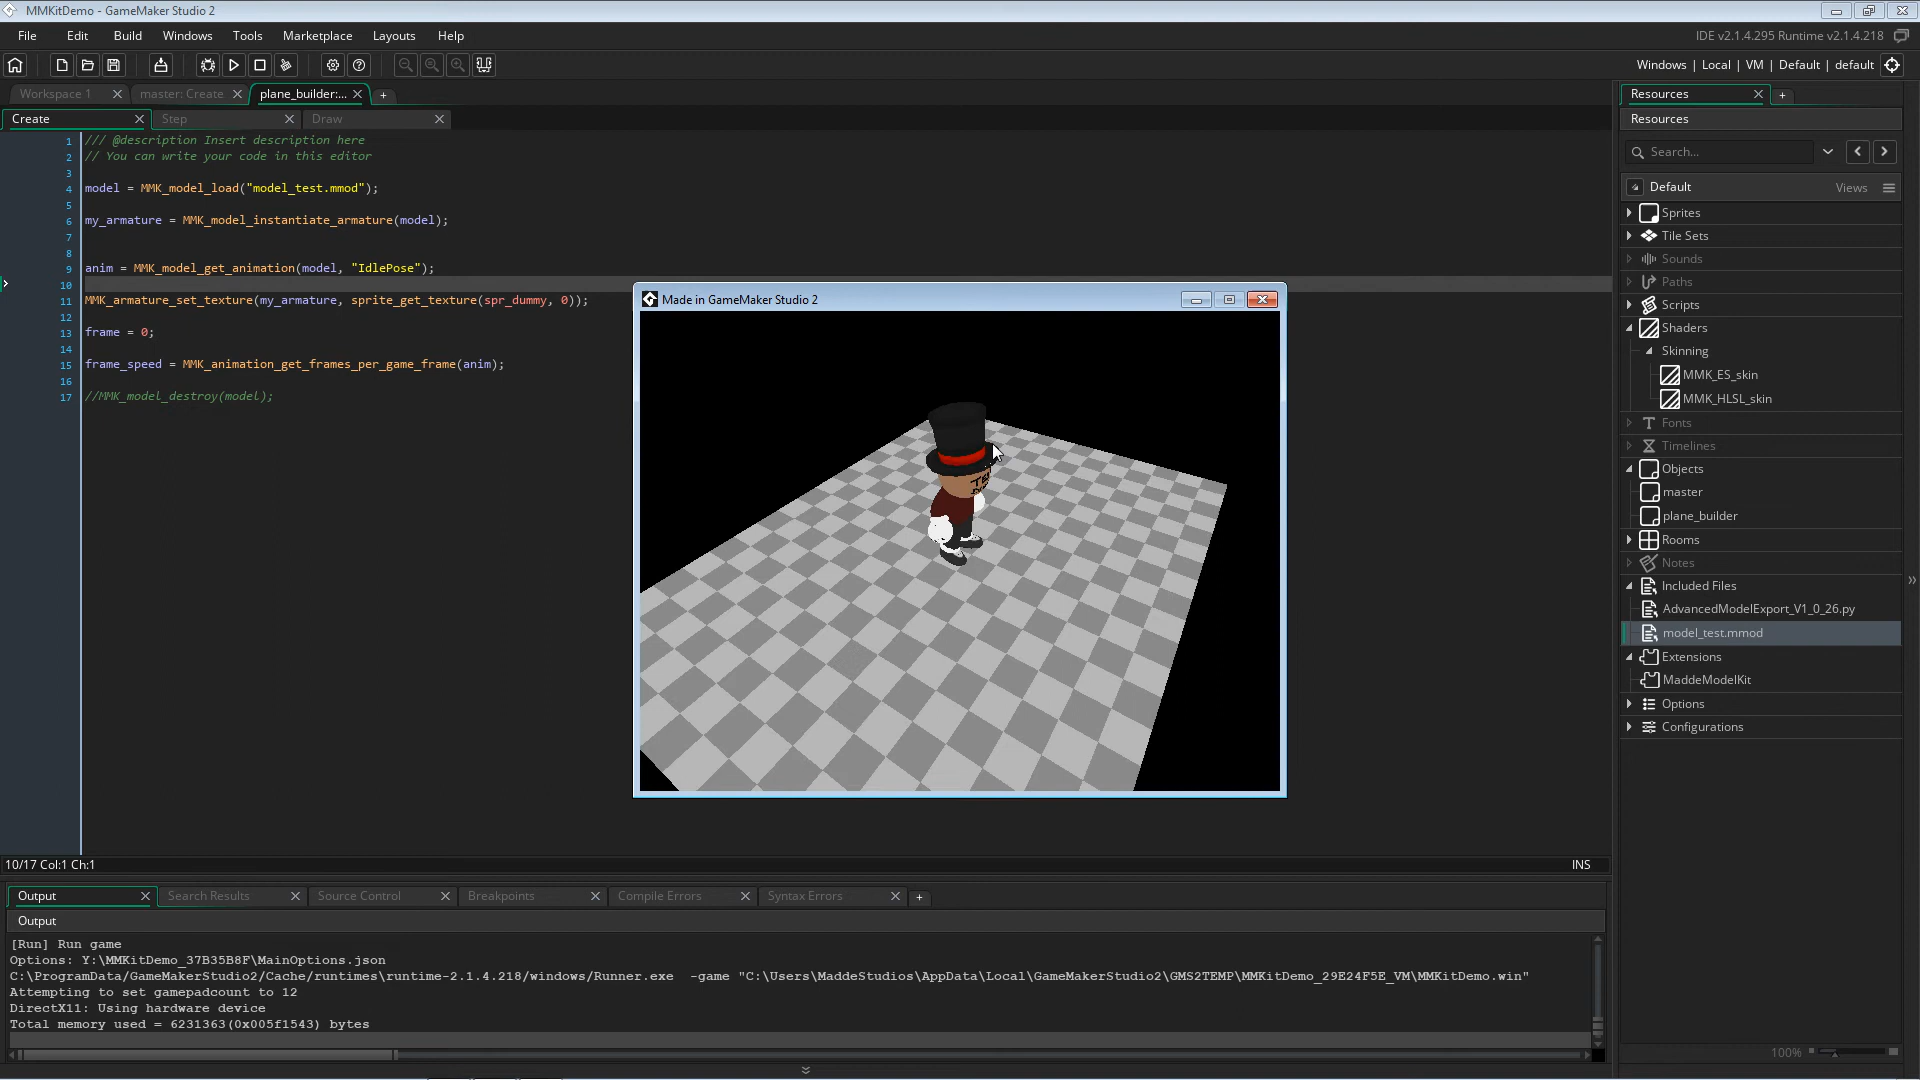 MMKitDemo - GameMaker Studio 2
File Edit Build Windows Tools Marketplace Layouts Help
IDE v2.1.4.295 Runtime v2.1.4.218
Windows | Local | VM | Default | default
Workspace 1 master: Create plane_builder:...
Resources
Create Step Draw
Resources
Search...
Default Views
Sprites
Tile Sets
Sounds
Paths
Scripts
Shaders
Skinning
MMK_ES_skin
MMK_HLSL_skin
Fonts
Timelines
Objects
master
plane_builder
Rooms
Notes
Included Files
AdvancedModelExport_V1_0_26.py
model_test.mmod
Extensions
MaddeModelKit
Options
Configurations
100%
1 /// @description Insert description here
2 // You can write your code in this editor
3
4 model = MMK_model_load("model_test.mmod");
5
6 my_armature = MMK_model_instantiate_armature(model);
7
8
9 anim = MMK_model_get_animation(model, "IdlePose");
10
11 MMK_armature_set_texture(my_armature, sprite_get_texture(spr_dummy, 0));
12
13 frame = 0;
14
15 frame_speed = MMK_animation_get_frames_per_game_frame(anim);
16
17 //MMK_model_destroy(model);
Made in GameMaker Studio 2
10/17 Col:1 Ch:1
INS
Output Search Results Source Control Breakpoints Compile Errors Syntax Errors
Output
[Run] Run game
Options: Y:\MMKitDemo_37B35B8F\MainOptions.json
C:\ProgramData/GameMakerStudio2/Cache/runtimes\runtime-2.1.4.218/windows/Runner.exe -game "C:\Users\MaddeStudios\AppData\Local\GameMakerStudio2\GMS2TEMP\MMKitDemo_29E24F5E_VM\MMKitDemo.win"
Attempting to set gamepadcount to 12
DirectX11: Using hardware device
Total memory used = 6231363(0x005f1543) bytes